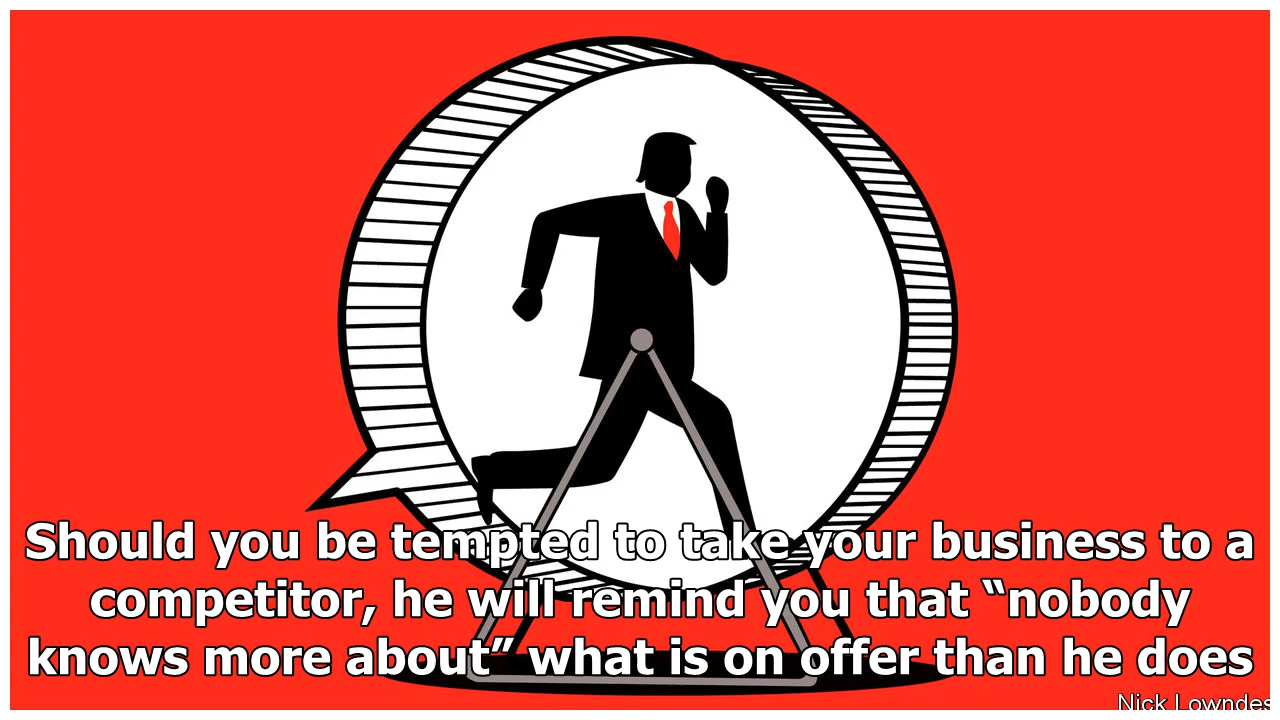 Should you be tempted to take your business to a
competitor, he will remind you that “nobody
knows more about” what is on offer than he does
Nick Lowndes